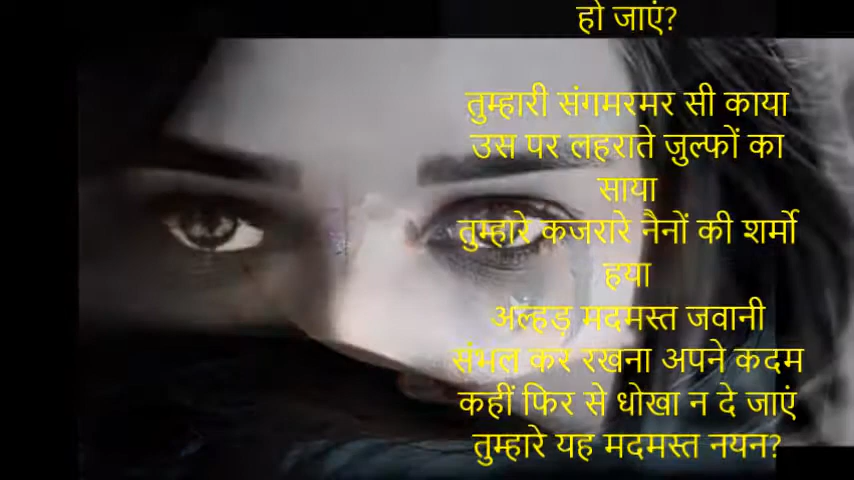 हो जाएं?
तुम्हारी संगमरमर सी काया
उस पर लहराते ज़ुल्फों का
साया
तुम्हारे कजरारे नैनों की शर्मो
हया
अल्हड़ मदमस्त जवानी
संभल कर रखना अपने कदम
कहीं फिर से धोखा न दे जाएं
तुम्हारे यह मदमस्त नयन?